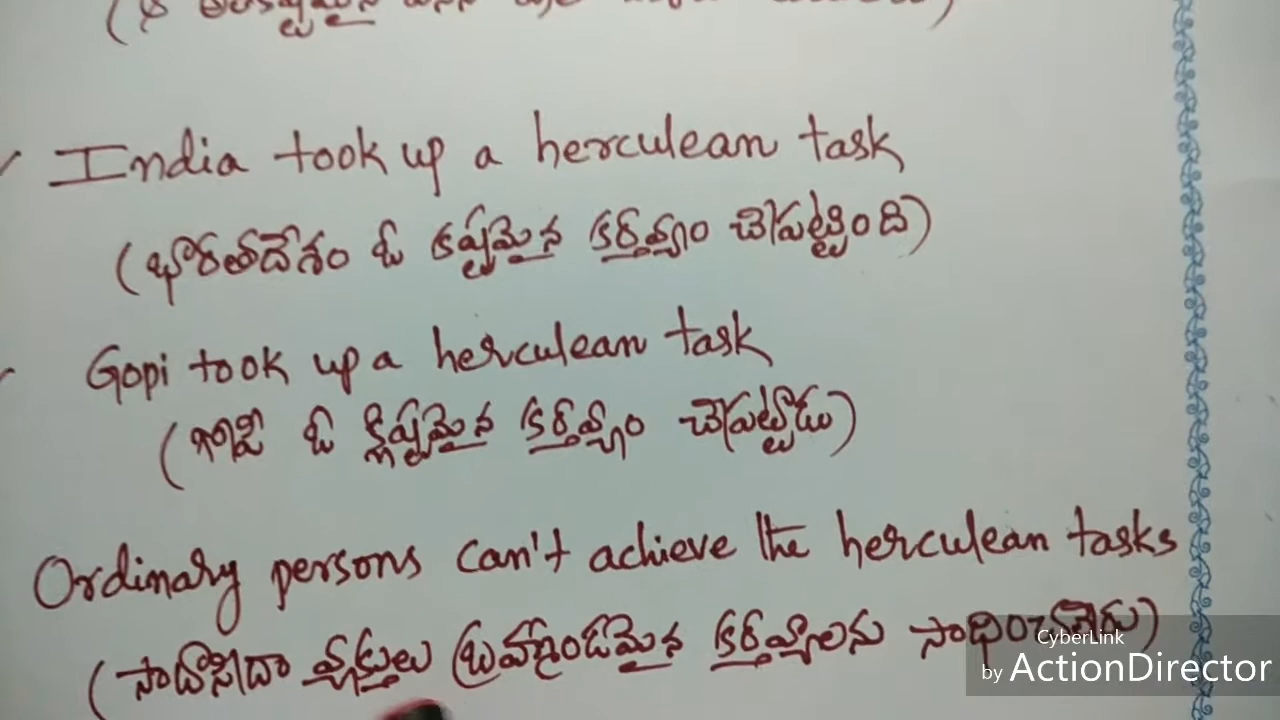 India took up a herculean task
(భారతదేశం ఓ కష్టమైన కర్తవ్యం చేపట్టింది)
Gopi took up a herculean task
(గోపి ఓ క్లిష్టమైన కర్తవ్యం చేపట్టాడు)
Ordinary persons can't achieve the herculean tasks
వ్యక్తులు బ్రహ్మాండమైన కర్తవ్యాలను
CyberLink
by ActionDirector